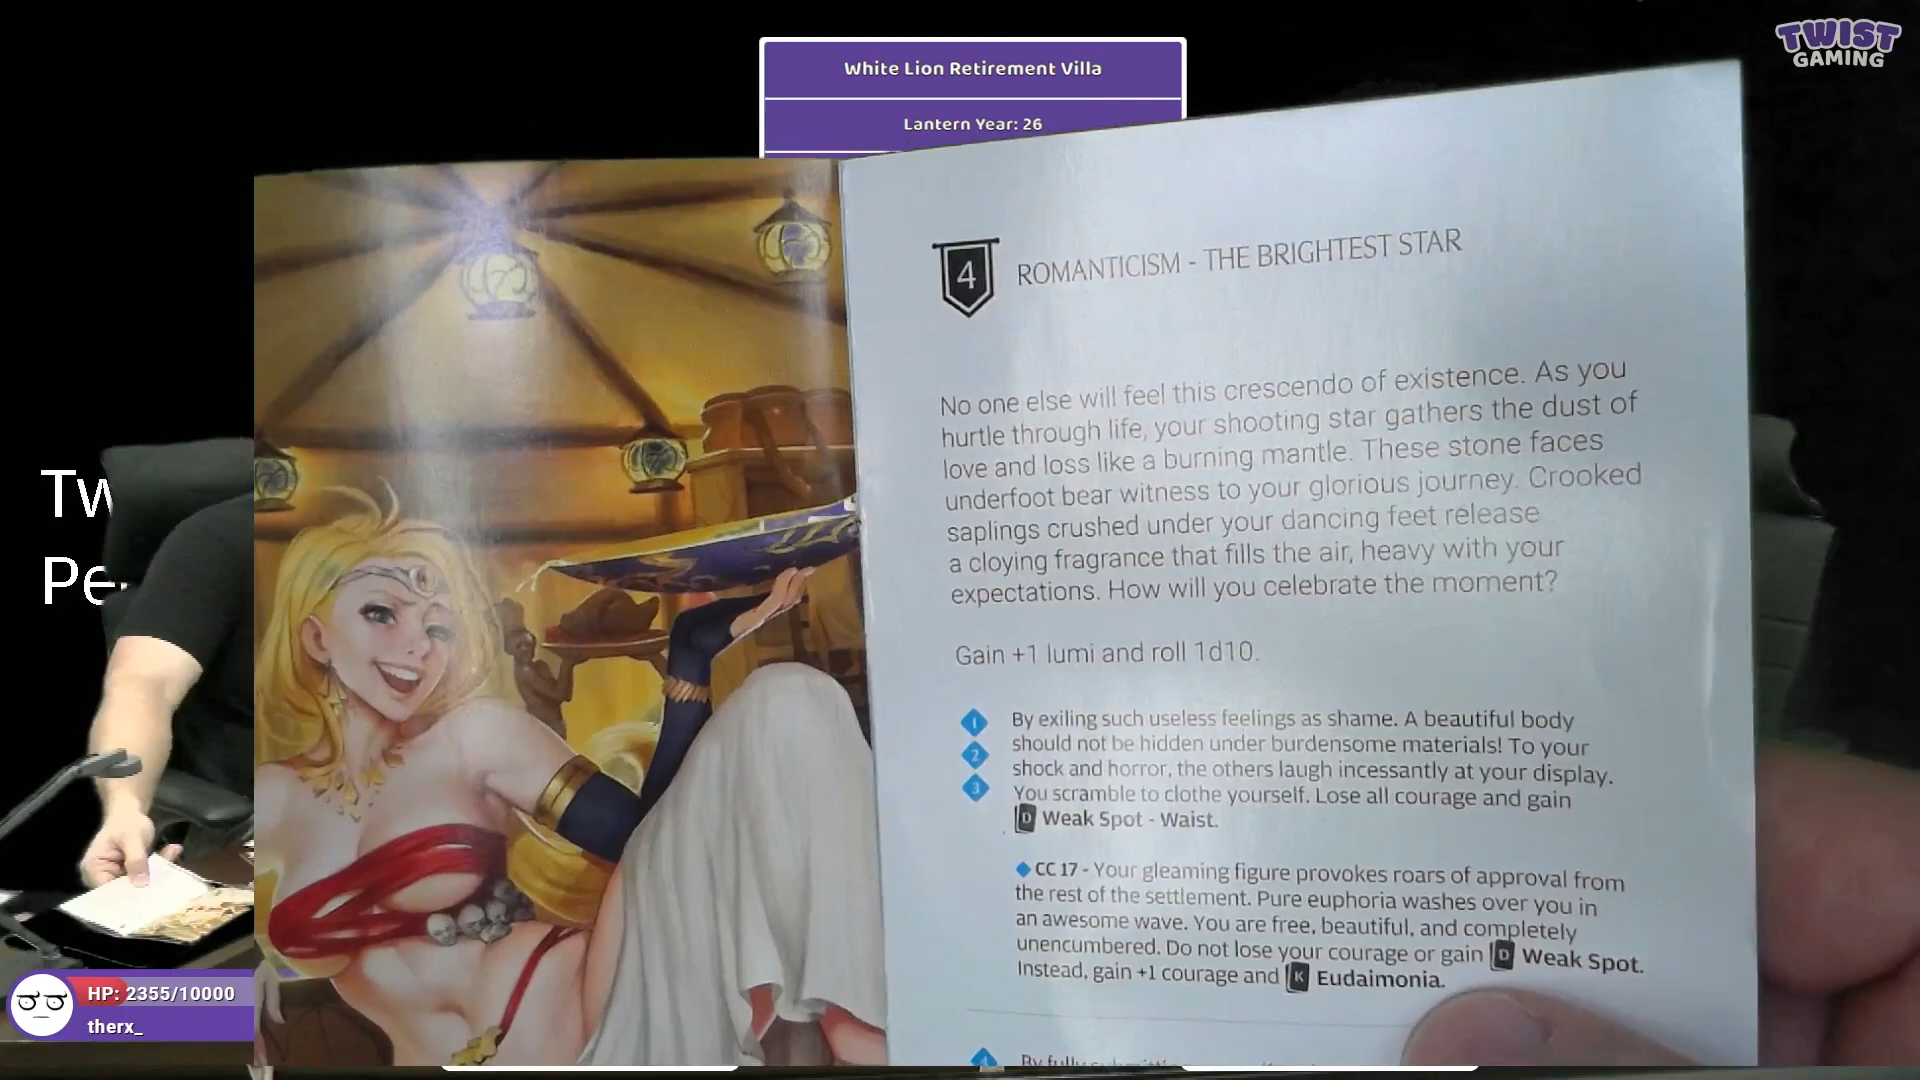 TWIST
GAMING
White Lion Retirement Villa
Lantern Year: 26
4
ROMANTICISM - THE BRIGHTEST STAR
No one else will feel this crescendo of existence. As you
hurtle through life, your shooting star gathers the dust of
love and loss like a burning mantle. These stone faces
underfoot bear witness to your glorious journey. Crooked
saplings crushed under your dancing feet release
a cloying fragrance that fills the air, heavy with your
expectations. How will you celebrate the moment?
Gain +1 lumi and roll 1d10.
1
2
3
By exiling such useless feelings as shame. A beautiful body
should not be hidden under burdensome materials! To your
shock and horror, the others laugh incessantly at your display.
You scramble to clothe yourself. Lose all courage and gain
D Weak Spot - Waist.
CC 17 - Your gleaming figure provokes roars of approval from
the rest of the settlement. Pure euphoria washes over you in
an awesome wave. You are free, beautiful, and completely
unencumbered. Do not lose your courage or gain D Weak Spot.
Instead, gain +1 courage and K Eudaimonia.
4
By fully
Tw
Pe
HP: 2355/10000
therx_